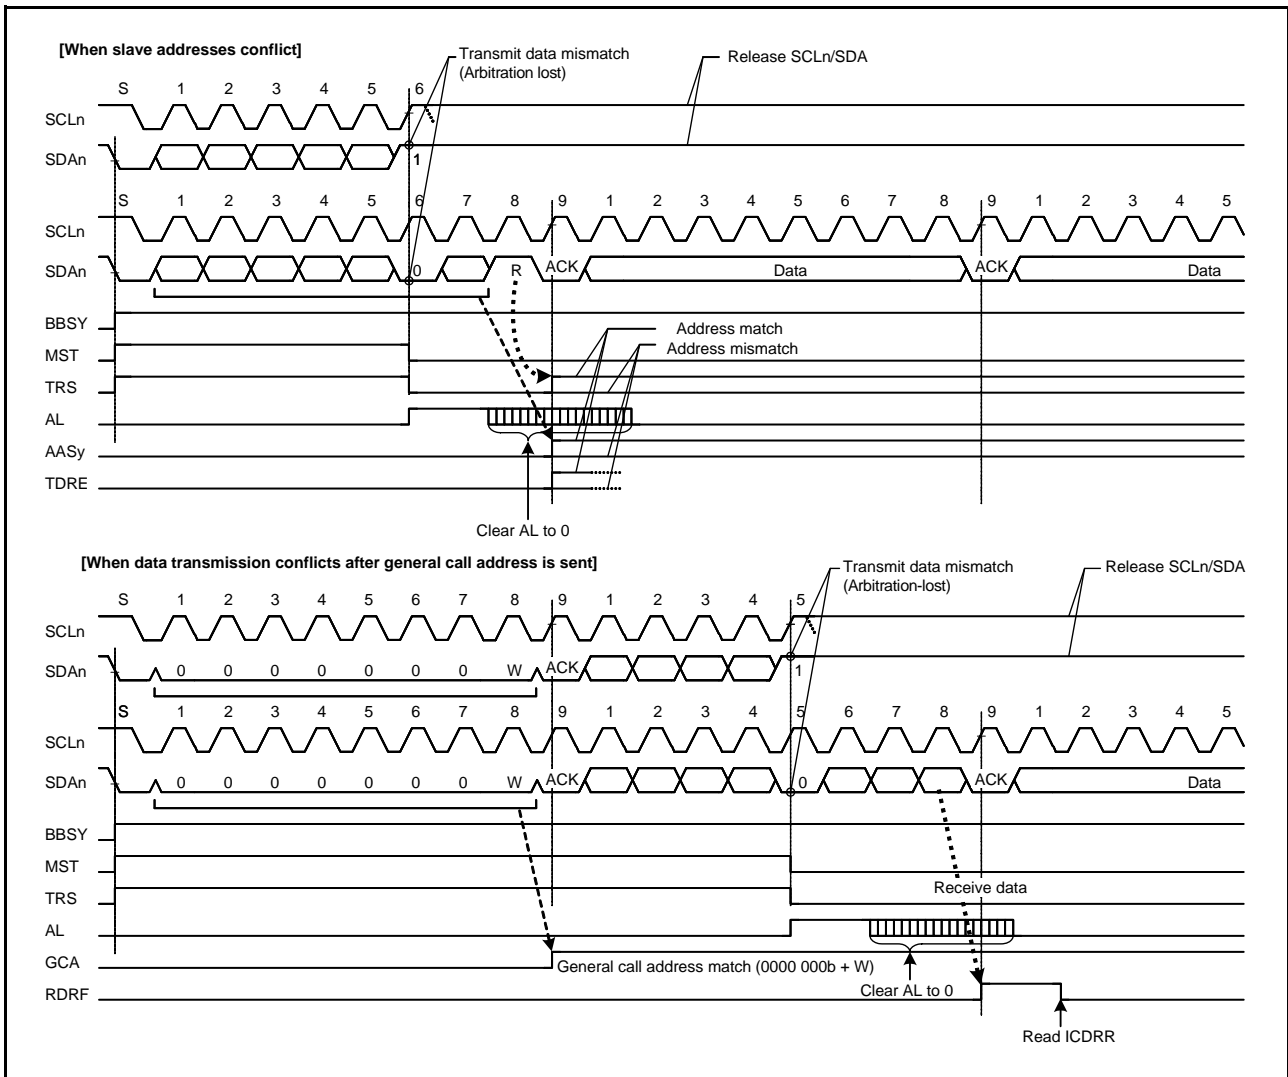 [When slave addresses conflict]
Transmit data mismatch
(Arbitration lost)
Release SCLn/SDA
S 1 2 3 4 5 6
SCLn
SDAn
1
S 1 2 3 4 5 6 7 8 9 1 2 3 4 5 6 7 8 9 1 2 3 4 5
SCLn
SDAn 0 R ACK Data ACK Data
BBSY
Address match
MST
Address mismatch
TRS
AL
AASy
TDRE
Clear AL to 0
[When data transmission conflicts after general call address is sent]
Transmit data mismatch
(Arbitration-lost)
Release SCLn/SDA
S 1 2 3 4 5 6 7 8 9 1 2 3 4 5
SCLn
SDAn 0 0 0 0 0 0 0 W ACK 1
S 1 2 3 4 5 6 7 8 9 1 2 3 4 5 6 7 8 9 1 2 3 4 5
SCLn
SDAn 0 0 0 0 0 0 0 W ACK 0 ACK Data
BBSY
MST
TRS
Receive data
AL
GCA
General call address match (0000 000b + W)
RDRF
Clear AL to 0
Read ICDRR